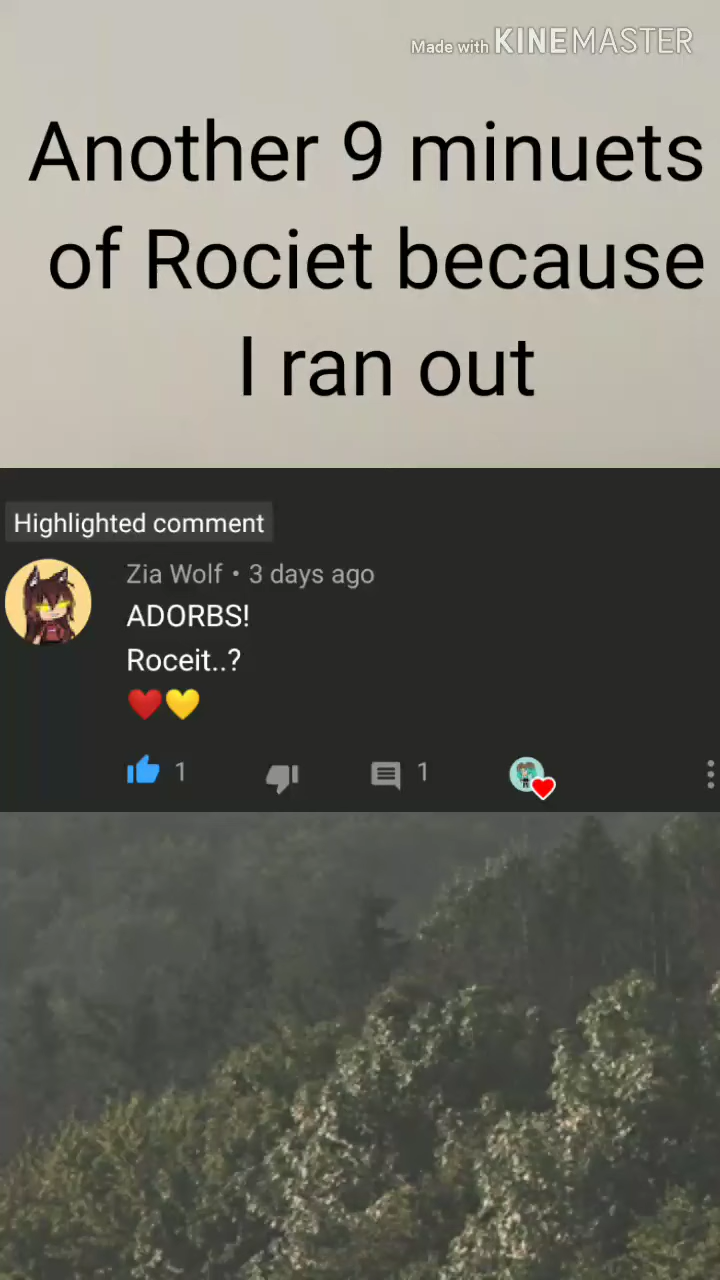 Made with KINEMASTER
Another 9 minuets
of Rociet because
I ran out
Highlighted comment
Zia Wolf • 3 days ago
ADORBS!
Roceit..?
❤️💛
1 1